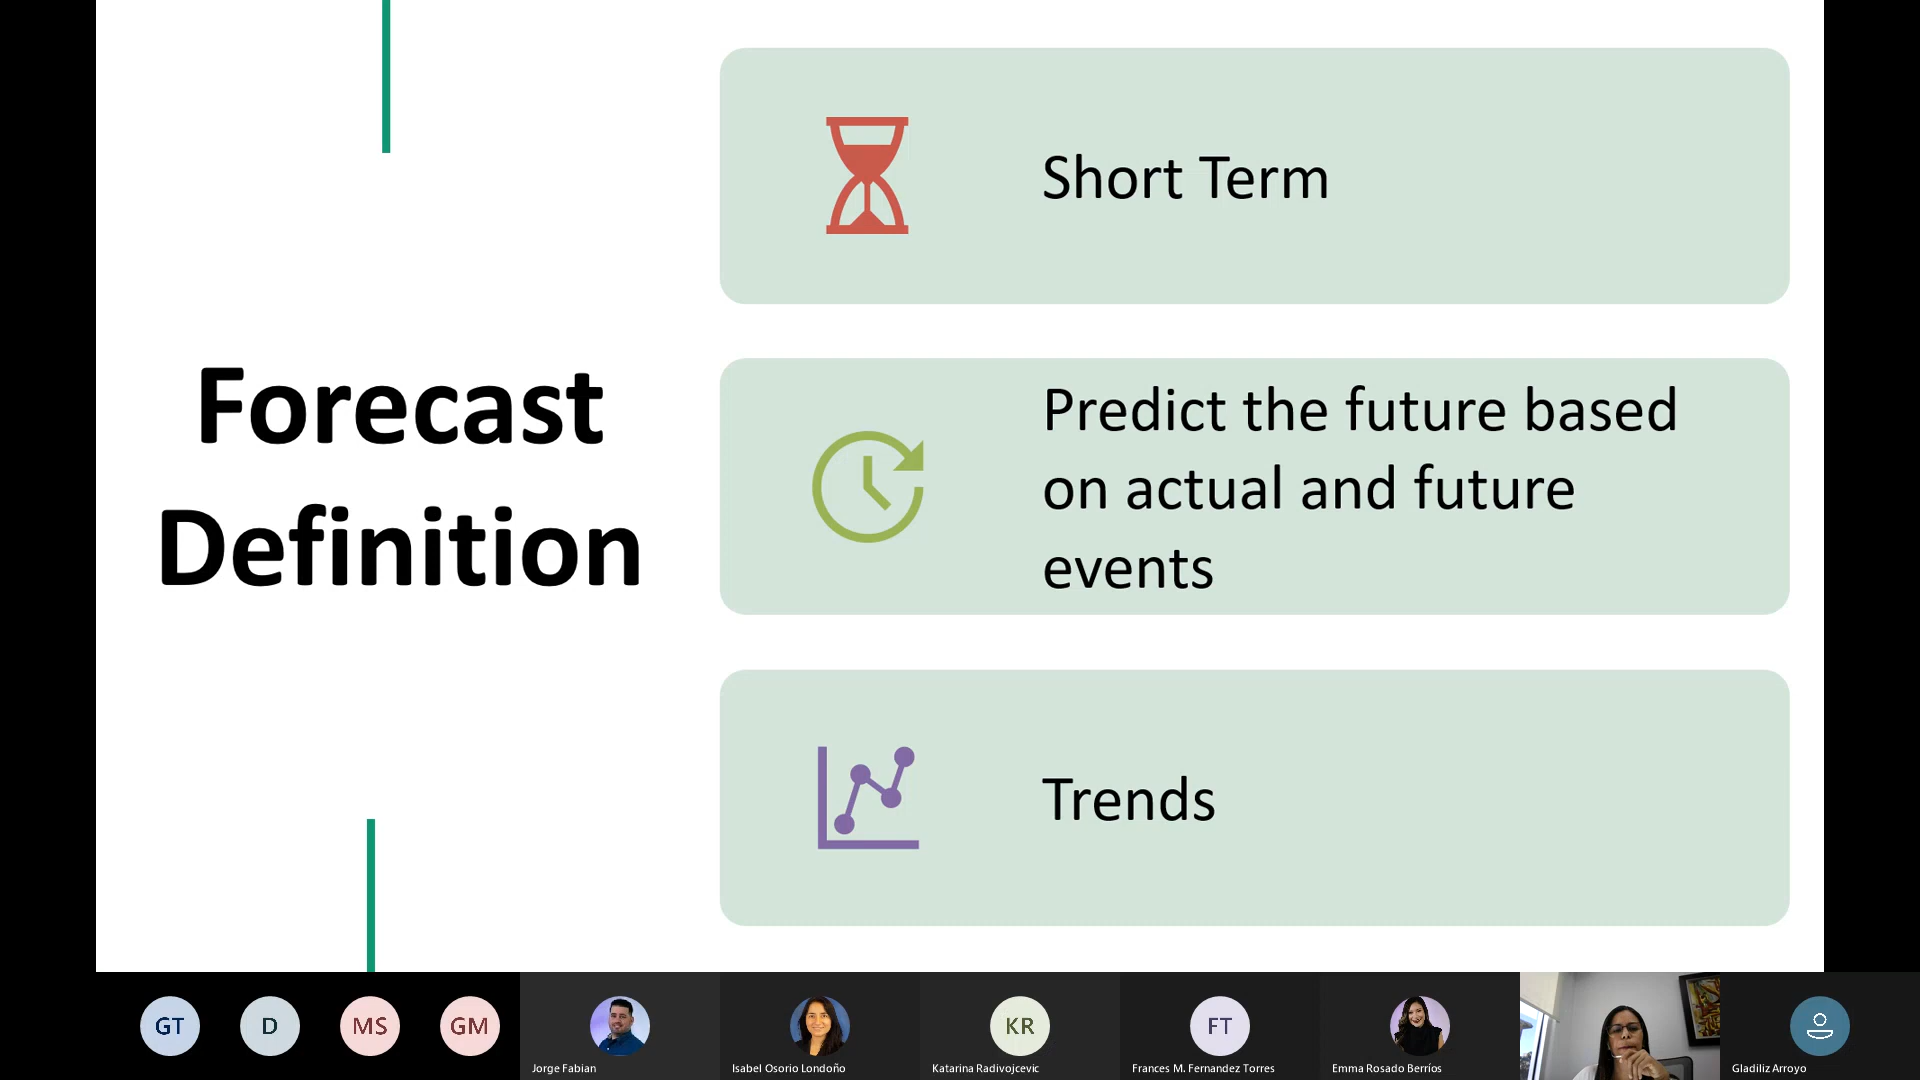 Forecast
Definition
Short Term
Predict the future based
on actual and future
events
Trends
GT
D
MS
GM
Jorge Fabian
Isabel Osorio Londoño
KR
Katarina Radivojcevic
FT
Frances M. Fernandez Torres
Emma Rosado Berríos
Gladiliz Arroyo